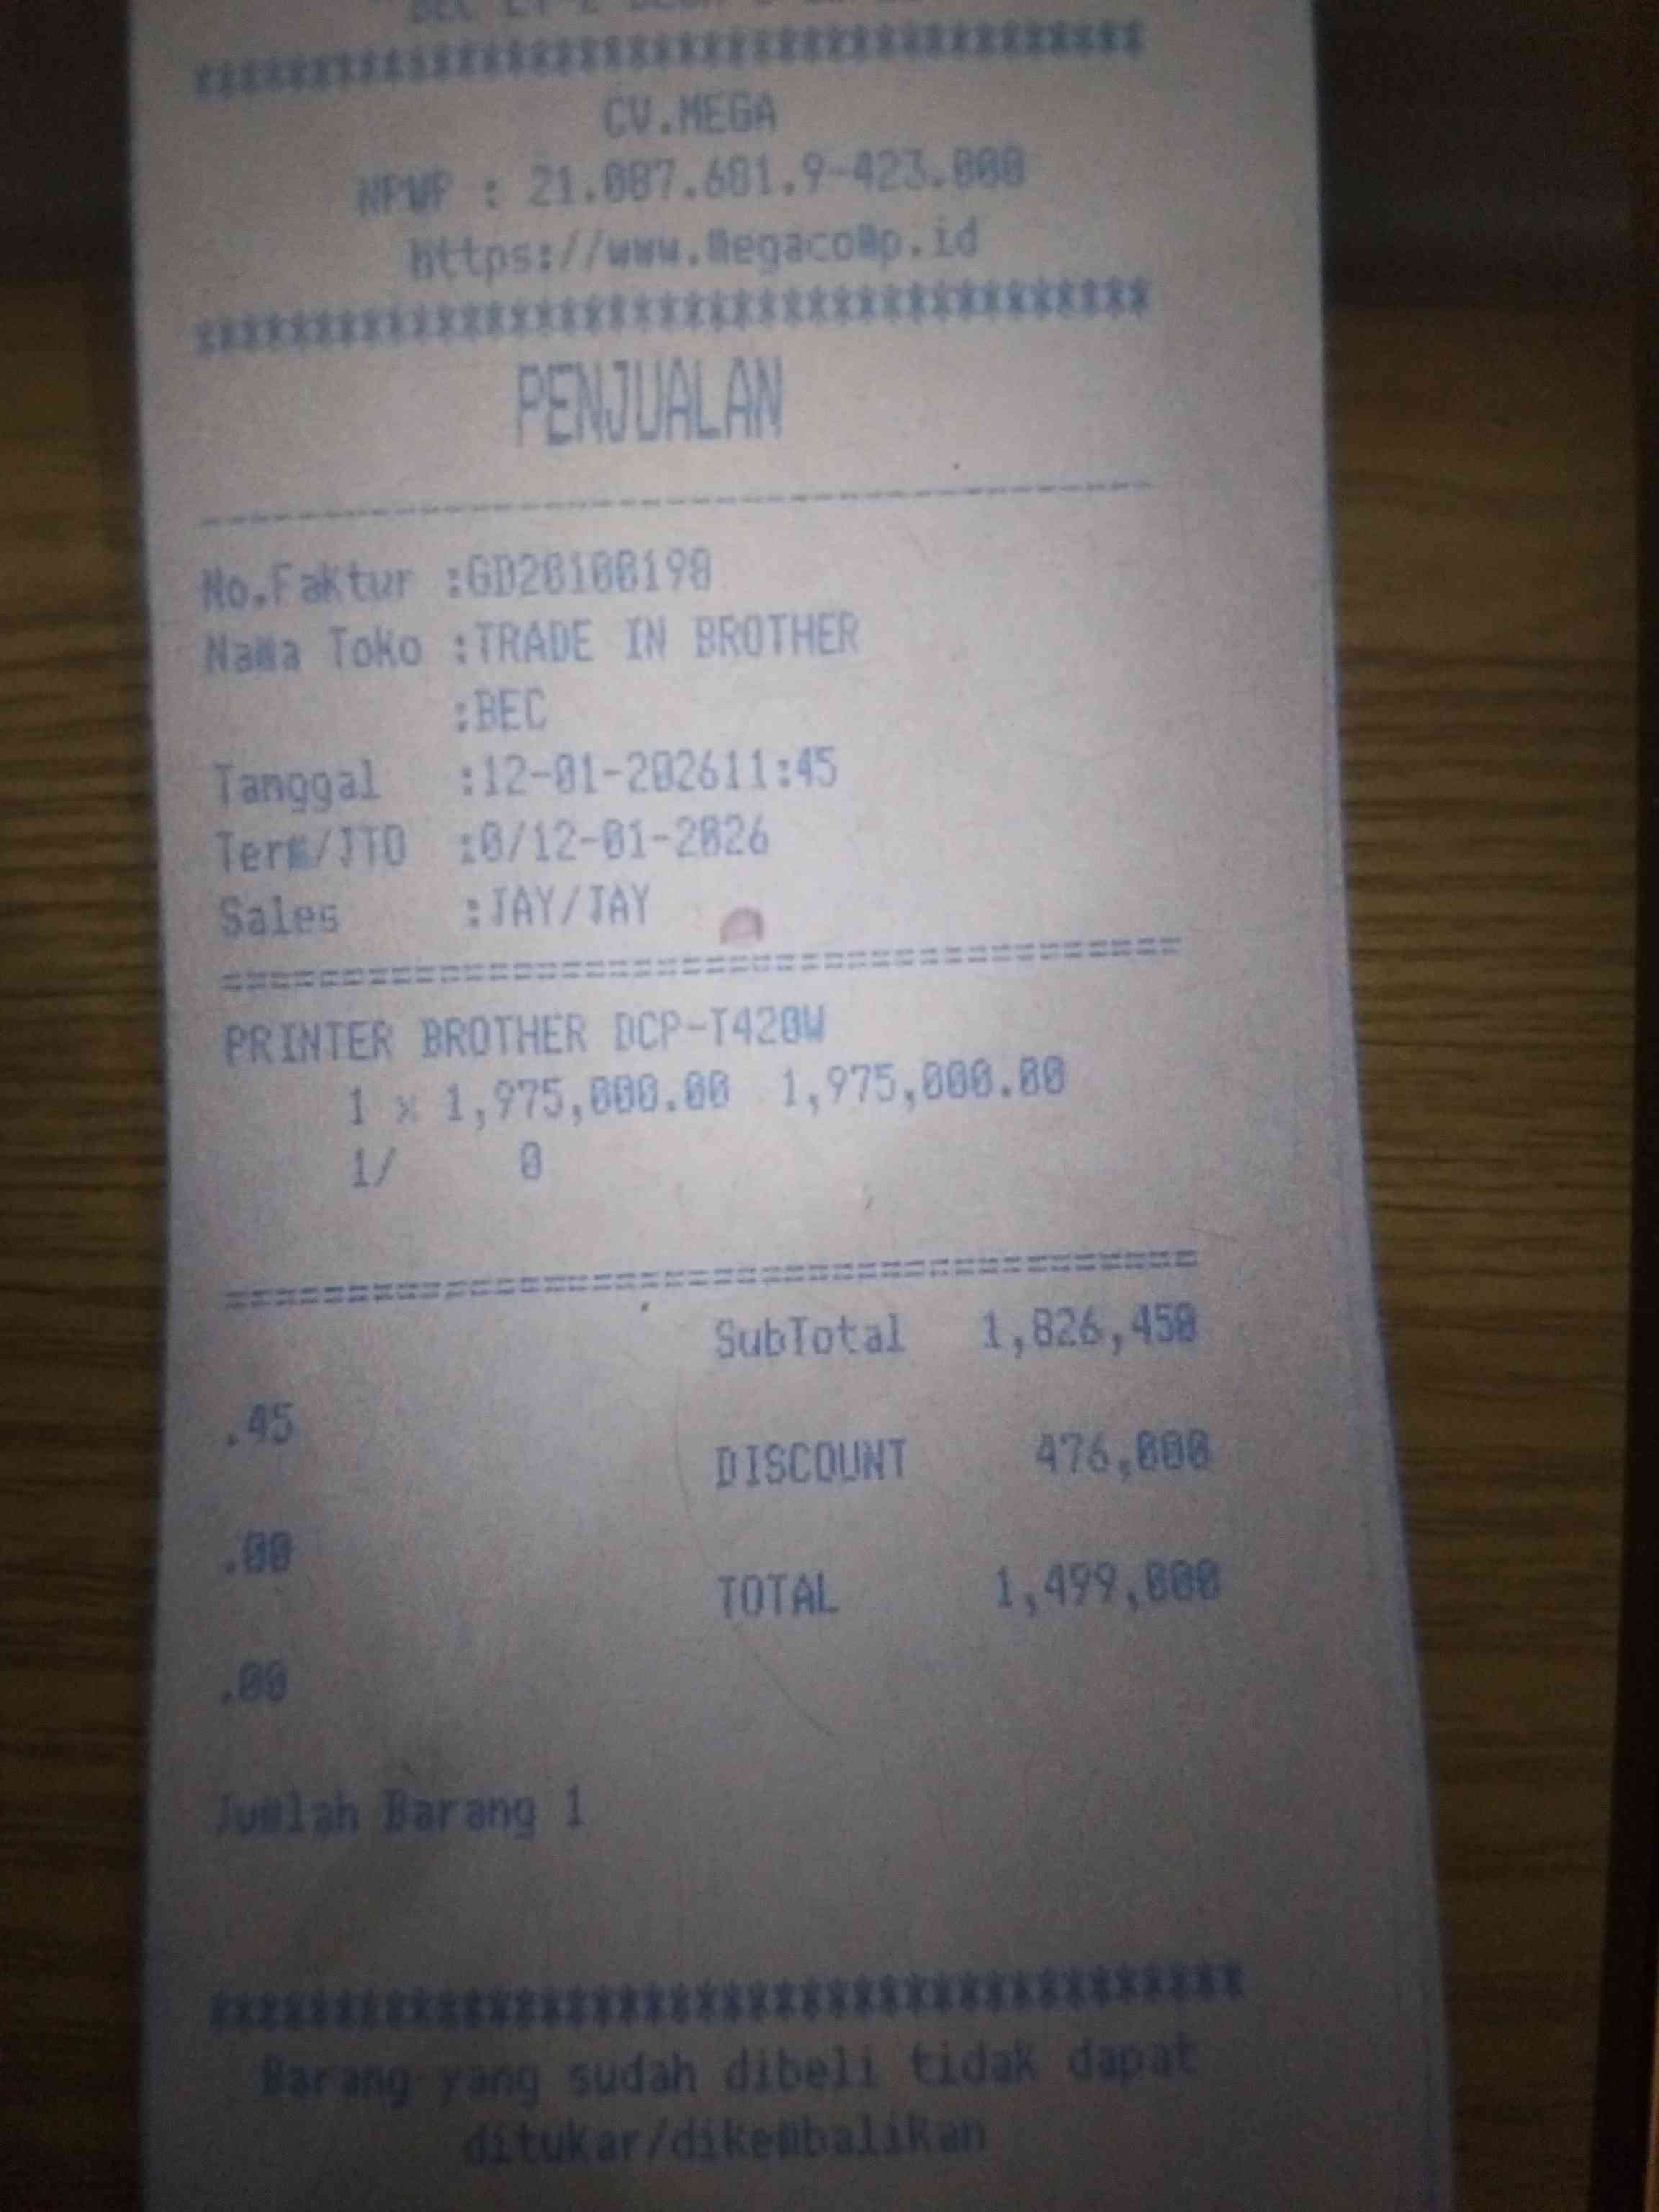 ***************************************
CV.MEGA
NPWP : 21.087.601.9-423.000
https://www.megacomp.id
***************************************
PENJUALAN
---------------------------------------
No.Faktur :GD26100190
Nama Toko :TRADE IN BROTHER
:BEC
Tanggal :12-01-202611:45
Term/JTO :0/12-01-2026
Sales :JAY/JAY
=======================================
PRINTER BROTHER DCP-T420W
1 x 1,975,000.00 1,975,000.00
1/ 0
=======================================
SubTotal 1,826,450
.45
DISCOUNT 476,000
.00
TOTAL 1,499,000
.00
Jumlah Barang 1
***************************************
Barang yang sudah dibeli tidak dapat
ditukar/dikembalikan